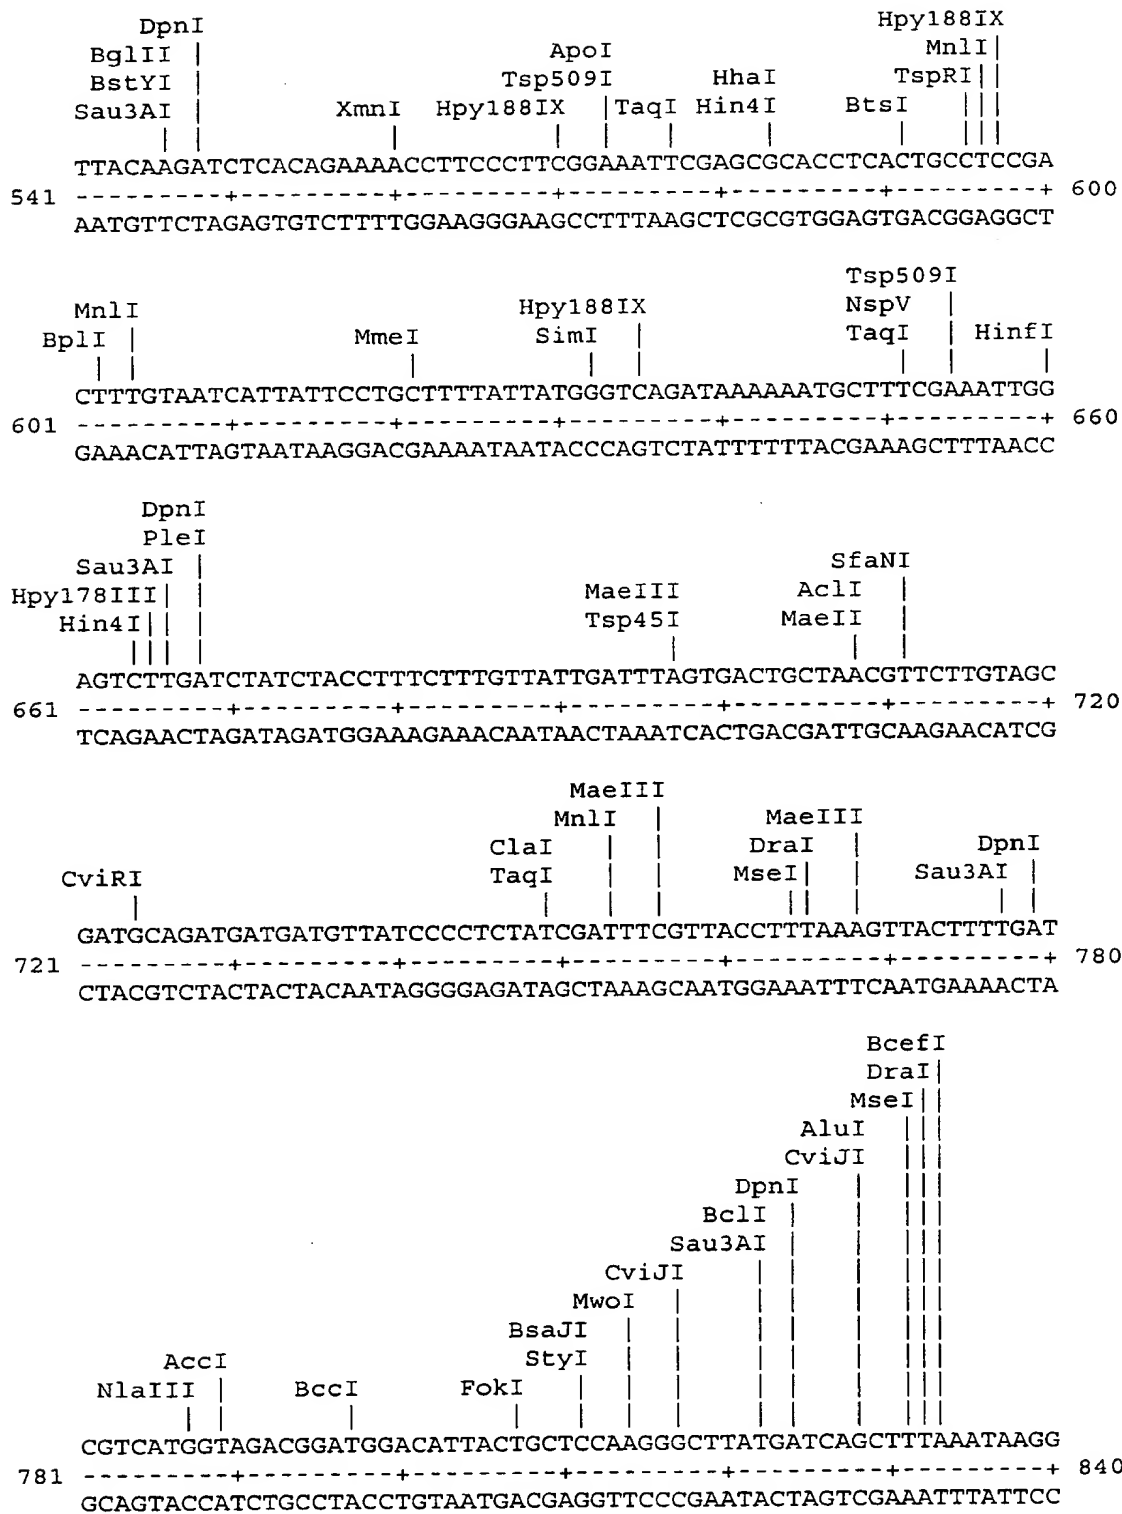 DpnI Hpy188IX
BglII | ApoI MnlI|
BstYI | Tsp509I HhaI TspRI||
Sau3AI | XmnI Hpy188IX |TaqI Hin4I BtsI |||
| | | | | | | | |||
TTACAAGATCTCACAGAAAACCTTCCCTTCGGAAATTCGAGCGCACCTCACTGCCTCCGA
541 ---------+---------+---------+---------+---------+---------+ 600
AATGTTCTAGAGTGTCTTTTGGAAGGGAAGCCTTTAAGCTCGCGTGGAGTGACGGAGGCT
Tsp509I
MnlI Hpy188IX NspV |
BplI | MmeI SimI | TaqI | HinfI
| | | | | | | |
CTTTGTAATCATTATTCCTGCTTTTATTATGGGTCAGATAAAAAATGCTTTCGAAATTGG
601 ---------+---------+---------+---------+---------+---------+ 660
GAAACATTAGTAATAAGGACGAAAATAATACCCAGTCTATTTTTTACGAAAGCTTTAACC
DpnI
PleI
Sau3AI | SfaNI
Hpy178III| | MaeIII AclI |
Hin4I|| | Tsp45I MaeII |
||| | | | |
AGTCTTGATCTATCTACCTTTCTTTGTTATTGATTTAGTGACTGCTAACGTTCTTGTAGC
661 ---------+---------+---------+---------+---------+---------+ 720
TCAGAACTAGATAGATGGAAAGAAACAATAACTAAATCACTGACGATTGCAAGAACATCG
MaeIII
MnlI | MaeIII
ClaI | | DraI | DpnI
CviRI TaqI | | MseI| | Sau3AI |
| | | | || | | |
GATGCAGATGATGATGTTATCCCCTCTATCGATTTCGTTACCTTTAAAGTTACTTTTGAT
721 ---------+---------+---------+---------+---------+---------+ 780
CTACGTCTACTACTACAATAGGGGAGATAGCTAAAGCAATGGAAATTTCAATGAAAACTA
BcefI
DraI|
MseI||
AluI |||
CviJI |||
DpnI | |||
BclI | | |||
Sau3AI | | |||
CviJI | | | |||
MwoI | | | | |||
BsaJI | | | | | |||
AccI StyI | | | | | |||
NlaIII | BccI FokI | | | | | | |||
| | | | | | | | | | |||
CGTCATGGTAGACGGATGGACATTACTGCTCCAAGGGCTTATGATCAGCTTTAAATAAGG
781 ---------+---------+---------+---------+---------+---------+ 840
GCAGTACCATCTGCCTACCTGTAATGACGAGGTTCCCGAATACTAGTCGAAATTTATTCC